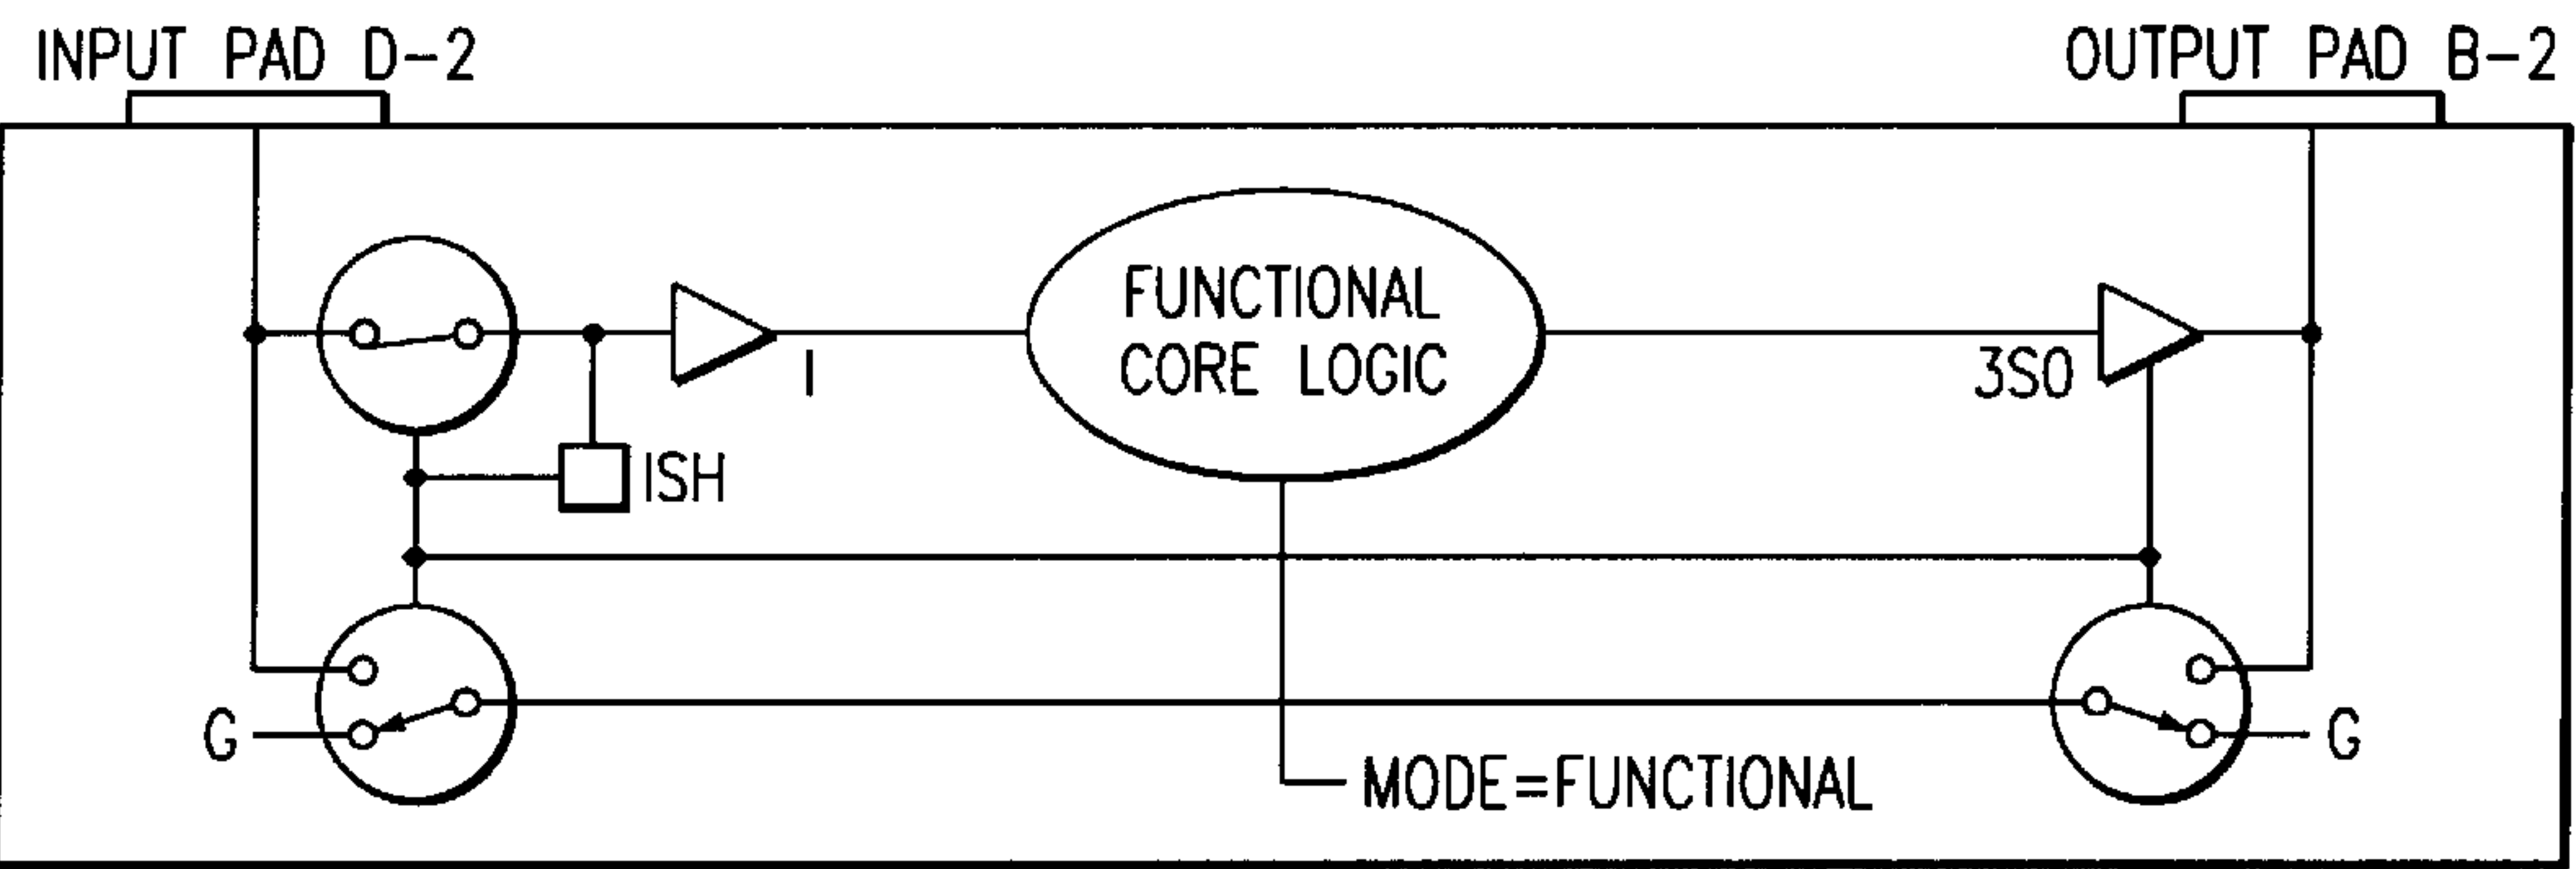 INPUT PAD D-2
OUTPUT PAD B-2
FUNCTIONAL
CORE LOGIC
I
3SO
ISH
G
G
MODE=FUNCTIONAL